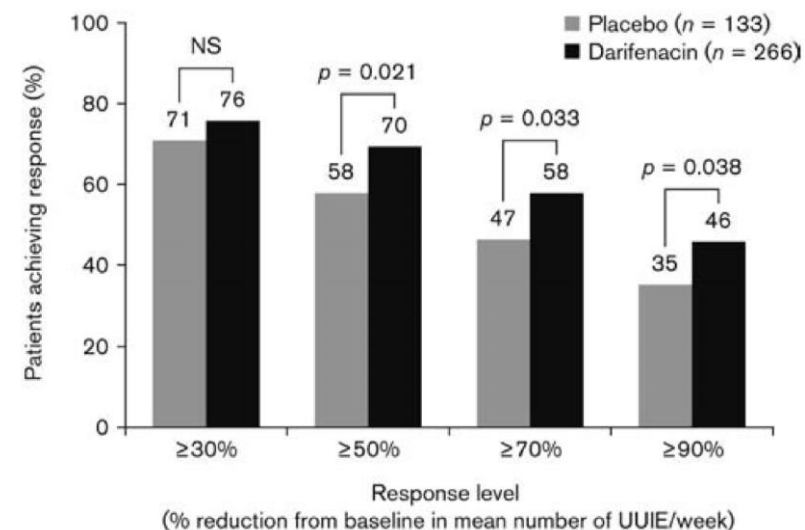 Placebo (n = 133)
Darifenacin (n = 266)
Patients achieving response (%)
100
80
60
40
20
0
NS
71
76
p = 0.021
58
70
p = 0.033
47
58
p = 0.038
35
46
≥30%
≥50%
≥70%
≥90%
Response level
(% reduction from baseline in mean number of UUIE/week)